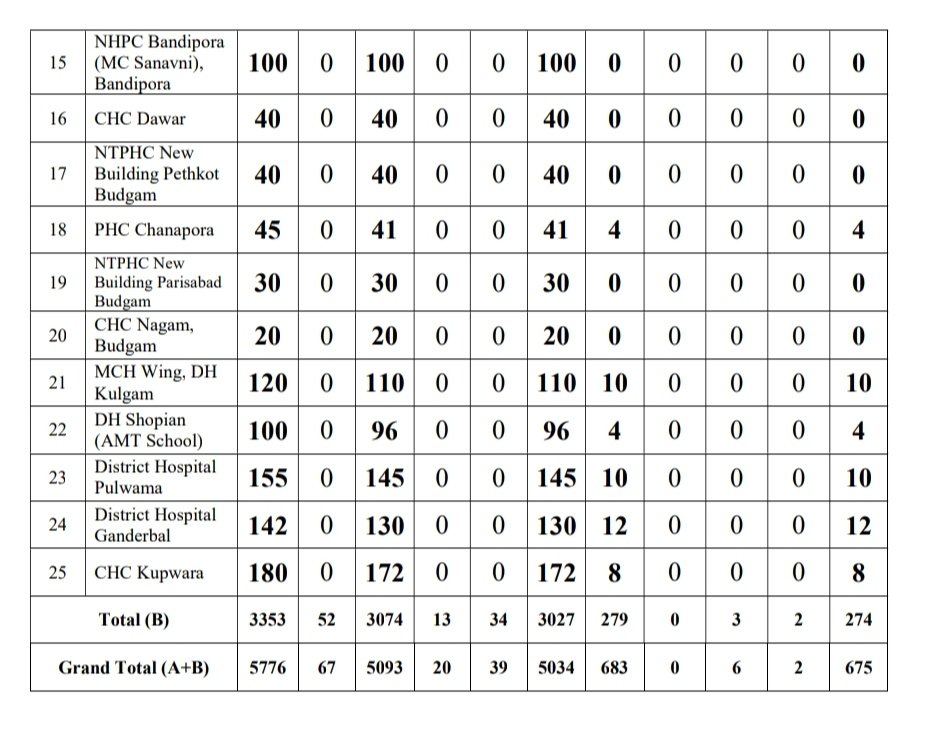 15 NHPC Bandipora (MC Sanavni), Bandipora 100 0 100 0 0 100 0 0 0 0 0
16 CHC Dawar 40 0 40 0 0 40 0 0 0 0 0
17 NTPHC New Building Pethkot Budgam 40 0 40 0 0 40 0 0 0 0 0
18 PHC Chanapora 45 0 41 0 0 41 4 0 0 0 4
19 NTPHC New Building Parisabad Budgam 30 0 30 0 0 30 0 0 0 0 0
20 CHC Nagam, Budgam 20 0 20 0 0 20 0 0 0 0 0
21 MCH Wing, DH Kulgam 120 0 110 0 0 110 10 0 0 0 10
22 DH Shopian (AMT School) 100 0 96 0 0 96 4 0 0 0 4
23 District Hospital Pulwama 155 0 145 0 0 145 10 0 0 0 10
24 District Hospital Ganderbal 142 0 130 0 0 130 12 0 0 0 12
25 CHC Kupwara 180 0 172 0 0 172 8 0 0 0 8
Total (B) 3353 52 3074 13 34 3027 279 0 3 2 274
Grand Total (A+B) 5776 67 5093 20 39 5034 683 0 6 2 675